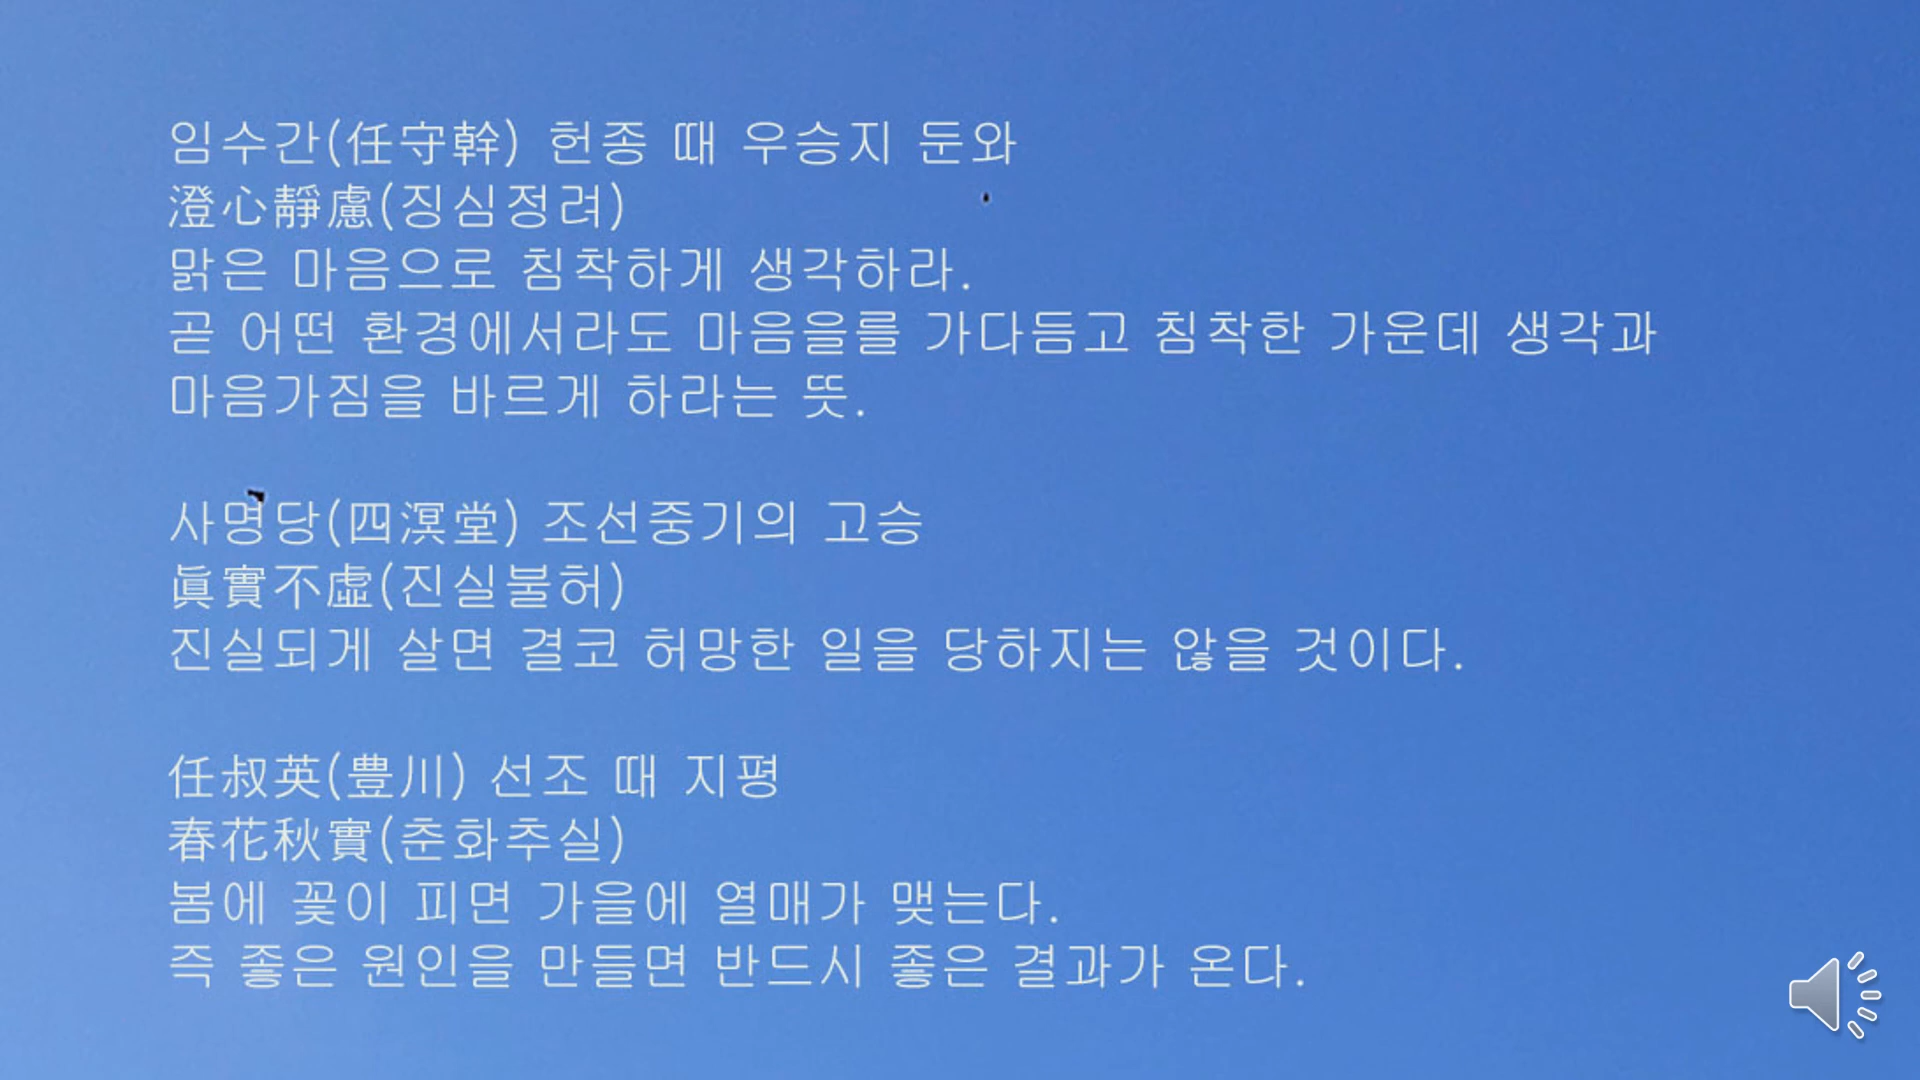 임수간(任守幹) 헌종 때 우승지 둔와
澄心靜慮(징심정려)
맑은 마음으로 침착하게 생각하라.
곧 어떤 환경에서라도 마음을를 가다듬고 침착한 가운데 생각과
마음가짐을 바르게 하라는 뜻.
사명당(四溟堂) 조선중기의 고승
眞實不虛(진실불허)
진실되게 살면 결코 허망한 일을 당하지는 않을 것이다.
任叔英(豊川) 선조 때 지평
春花秋實(춘화추실)
봄에 꽃이 피면 가을에 열매가 맺는다.
즉 좋은 원인을 만들면 반드시 좋은 결과가 온다.